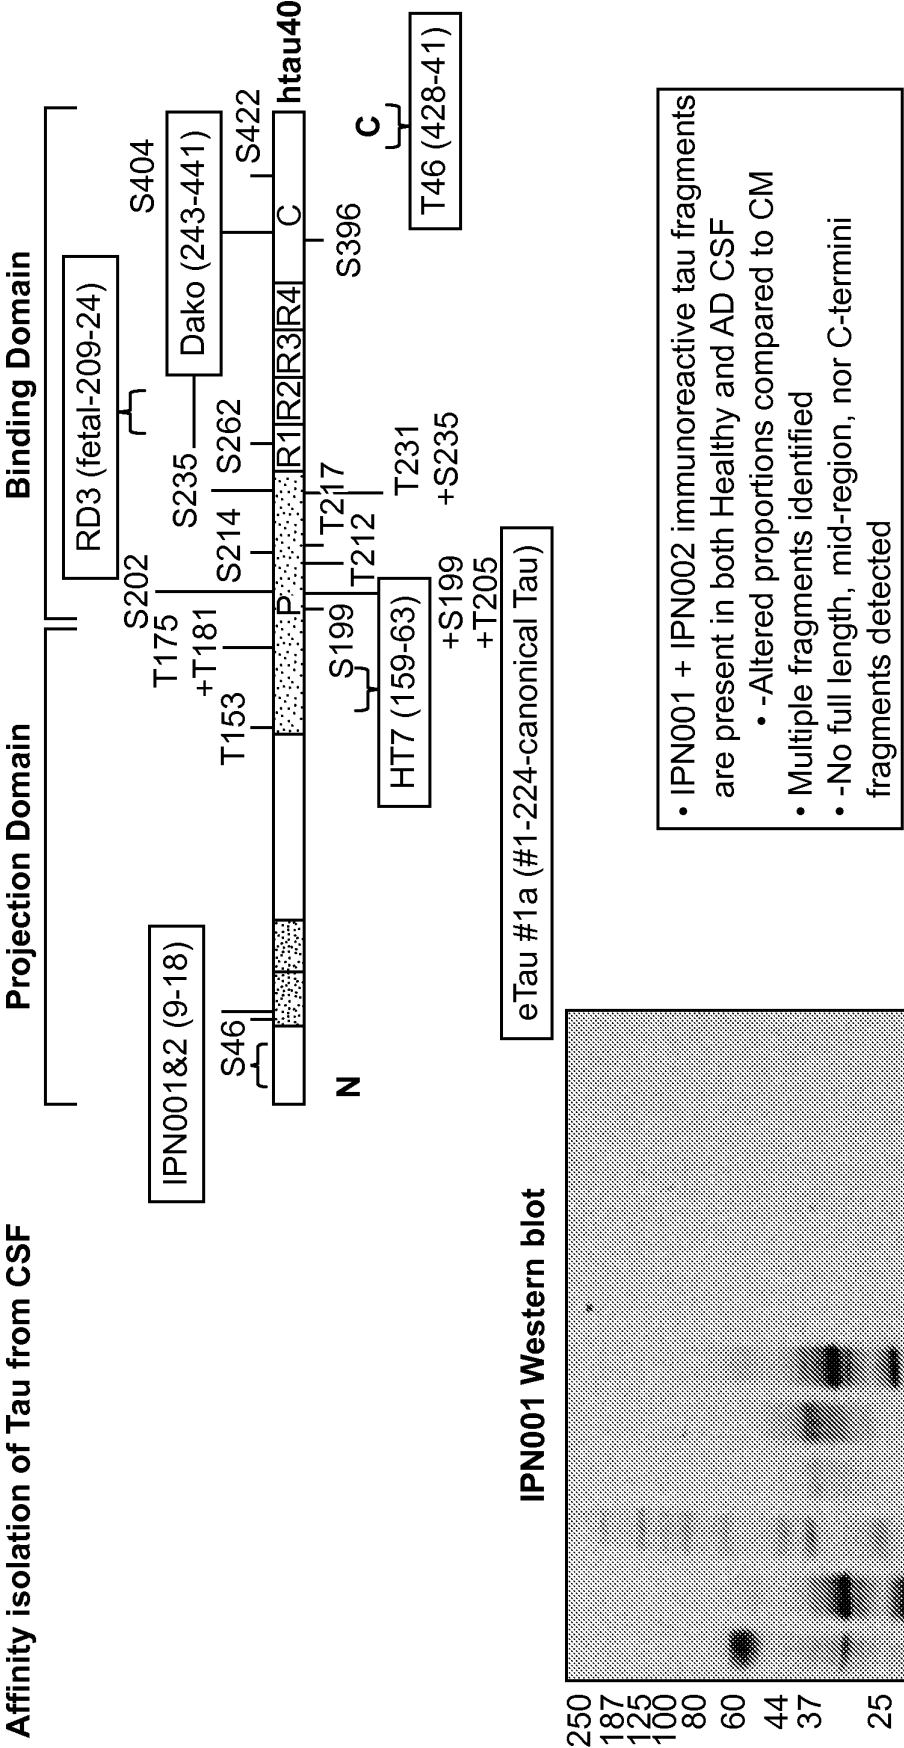 Affinity isolation of Tau from CSF
Projection Domain
Binding Domain
RD3 (fetal-209-24)
IPN001&2 (9-18)
Dako (243-441)
S202
S404
T175
+T181
S235
S46
T153
S214
S262
S422
P
R1
R2
R3
R4
C
htau40
N
S199
T212
T217
S396
C
HT7 (159-63)
T231
+S235
T46 (428-41)
+S199
+T205
eTau #1a (#1-224-canonical Tau)
IPN001 Western blot
250
187
125
100
80
60
44
37
25
• IPN001 + IPN002 immunoreactive tau fragments
are present in both Healthy and AD CSF
• -Altered proportions compared to CM
• Multiple fragments identified
• -No full length, mid-region, nor C-termini
fragments detected